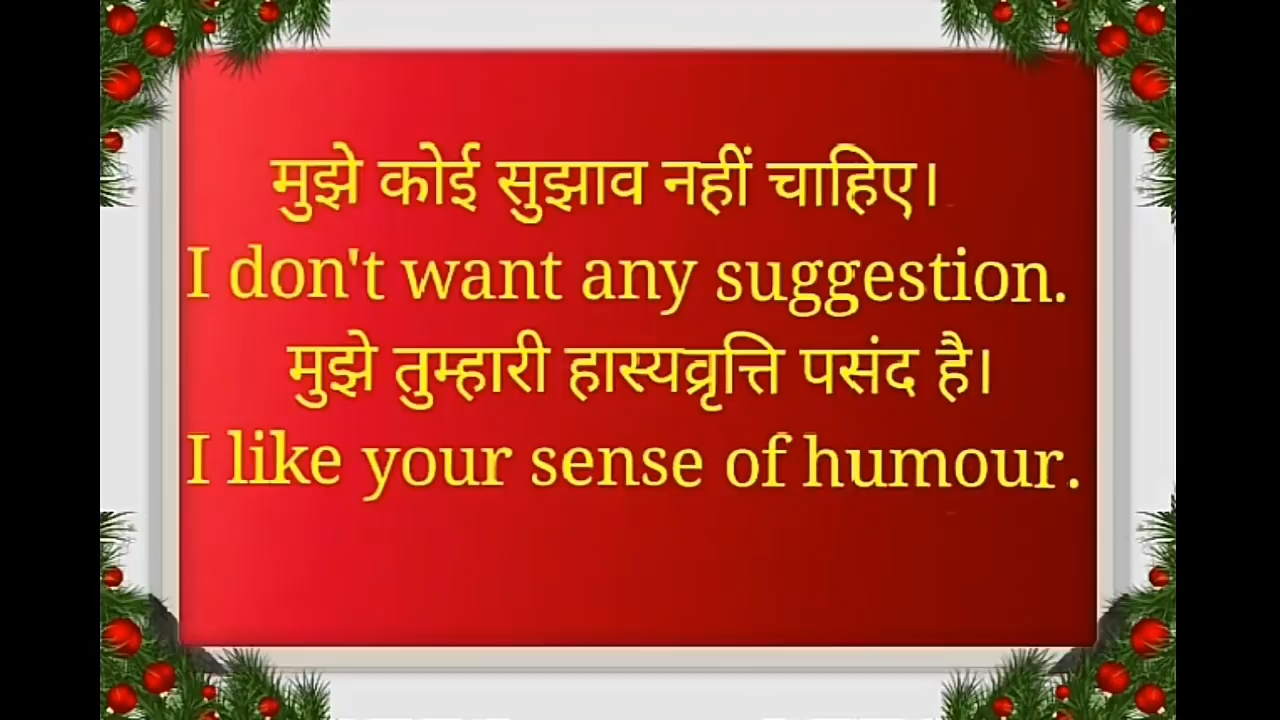 मुझे कोई सुझाव नहीं चाहिए।
I don't want any suggestion.
मुझे तुम्हारी हास्यव्रृत्ति पसंद है।
I like your sense of humour.